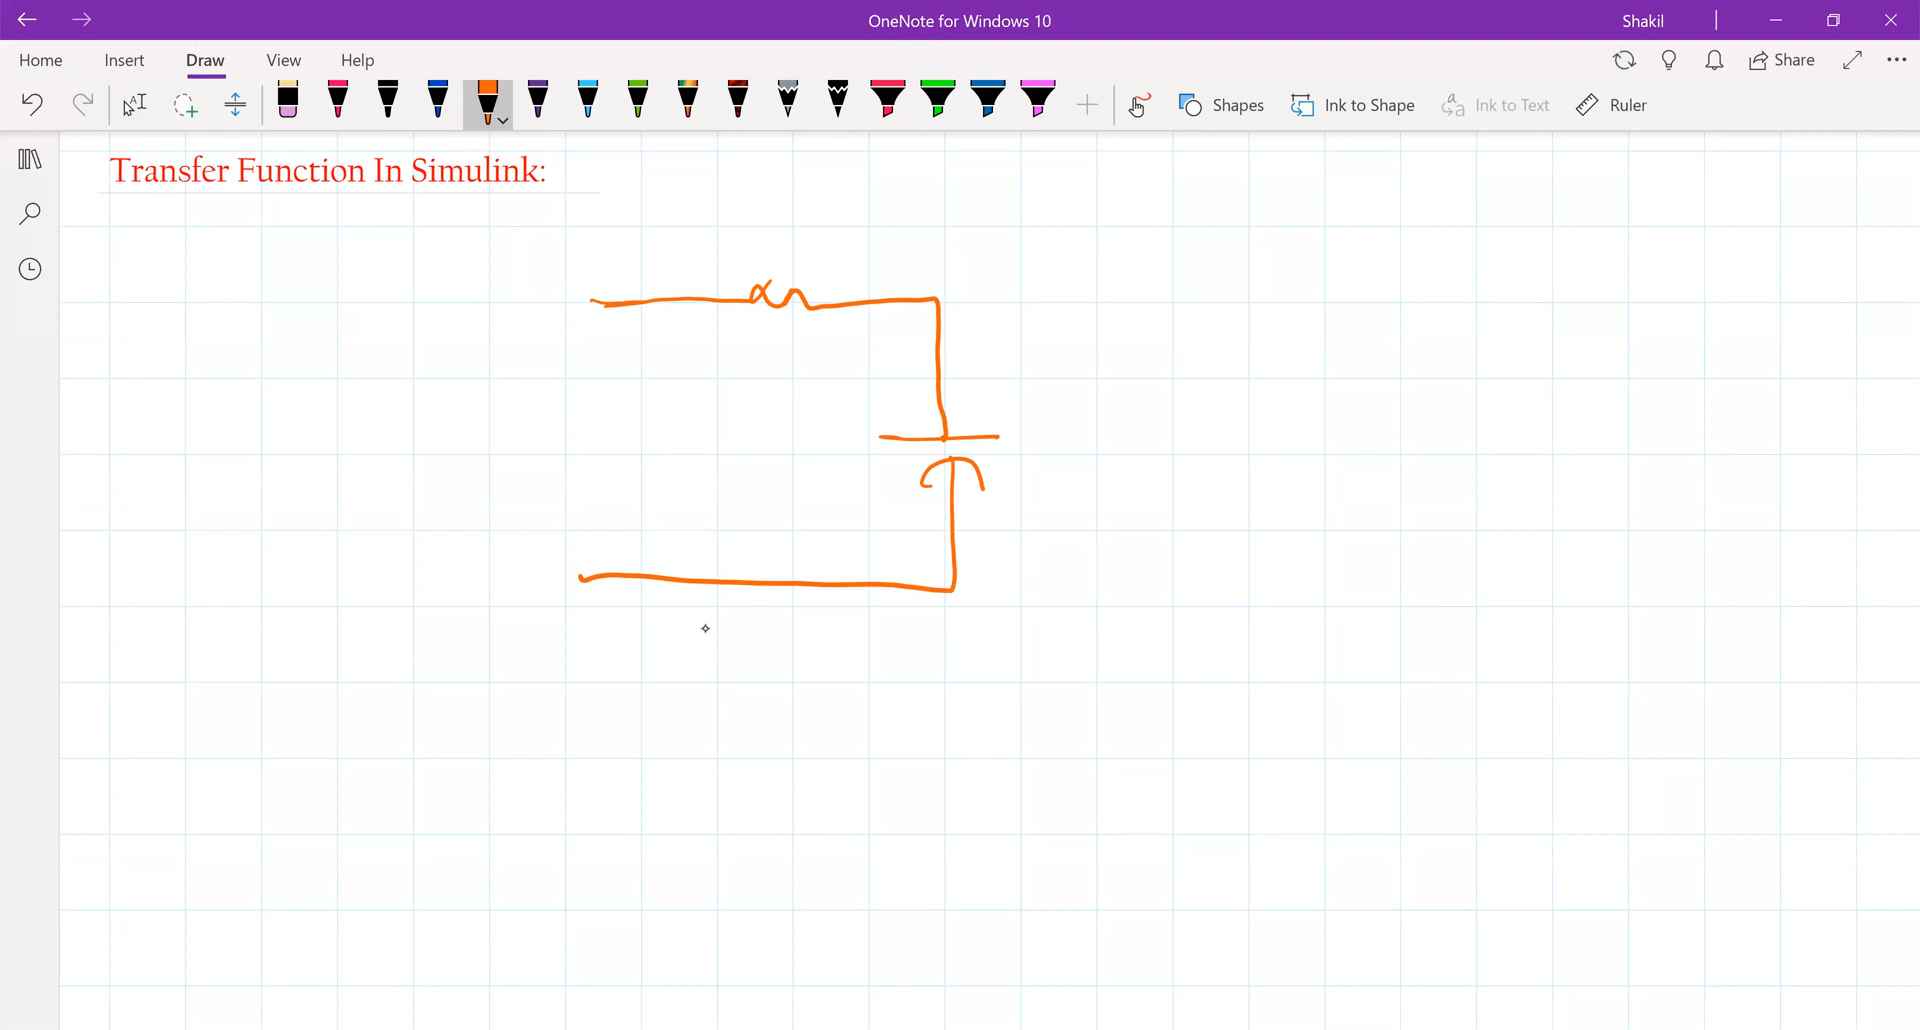 OneNote for Windows 10
Shakil
Home Insert Draw View Help
Share
Shapes Ink to Shape Ink to Text Ruler
Transfer Function In Simulink: